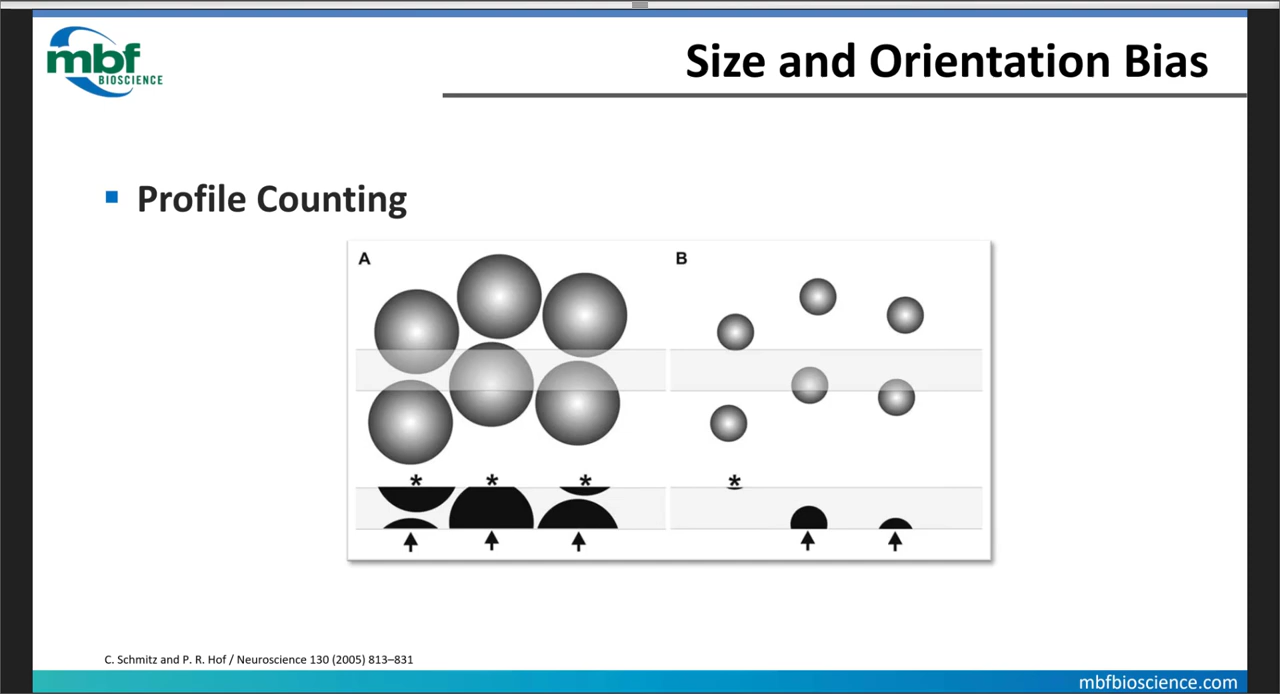 mbf
BIOSCIENCE
Size and Orientation Bias
Profile Counting
A
B
* * *
*
C. Schmitz and P. R. Hof / Neuroscience 130 (2005) 813–831
mbfbioscience.com